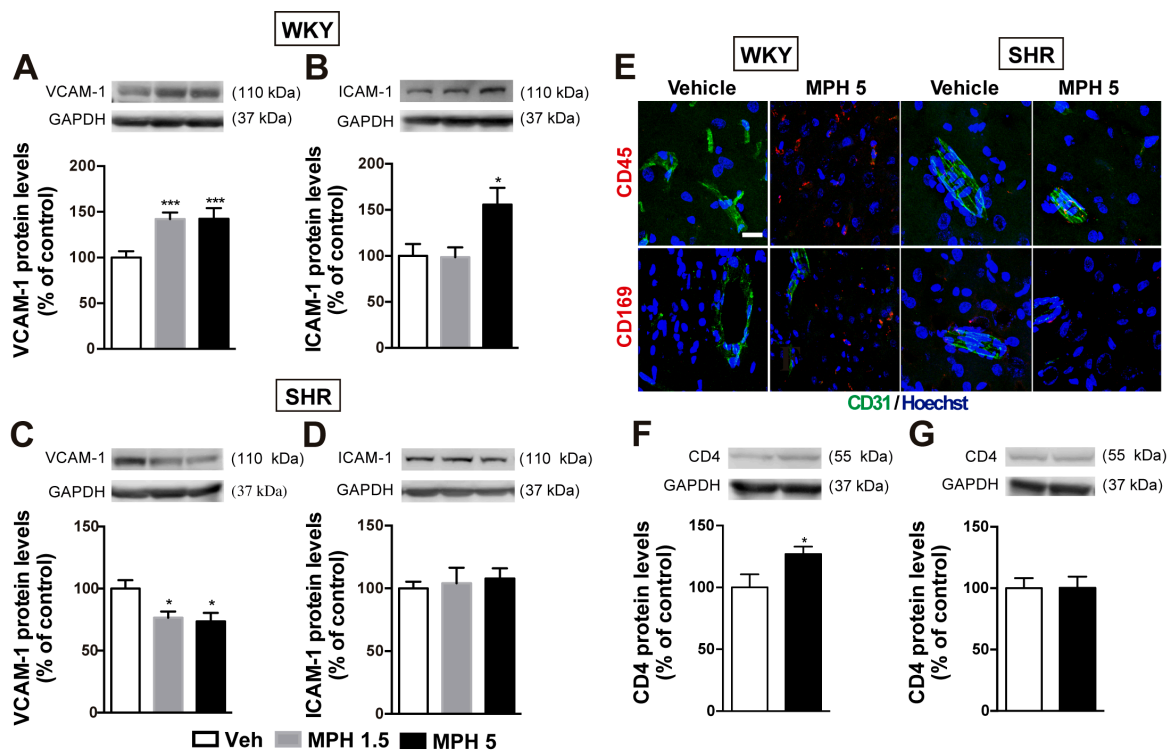 WKY
A
VCAM-1
(110 kDa)
GAPDH
(37 kDa)
VCAM-1 protein levels
(% of control)
200
150
100
50
0
***
***
B
ICAM-1
(110 kDa)
GAPDH
(37 kDa)
ICAM-1 protein levels
(% of control)
200
150
100
50
0
*
SHR
C
VCAM-1
(110 kDa)
GAPDH
(37 kDa)
VCAM-1 protein levels
(% of control)
150
100
50
0
*
*
D
ICAM-1
(110 kDa)
GAPDH
(37 kDa)
ICAM-1 protein levels
(% of control)
150
100
50
0
Veh
MPH 1.5
MPH 5
E
WKY
SHR
Vehicle
MPH 5
Vehicle
MPH 5
CD45
CD169
CD31 / Hoechst
F
CD4
(55 kDa)
GAPDH
(37 kDa)
CD4 protein levels
(% of control)
150
100
50
0
*
G
CD4
(55 kDa)
GAPDH
(37 kDa)
CD4 protein levels
(% of control)
150
100
50
0